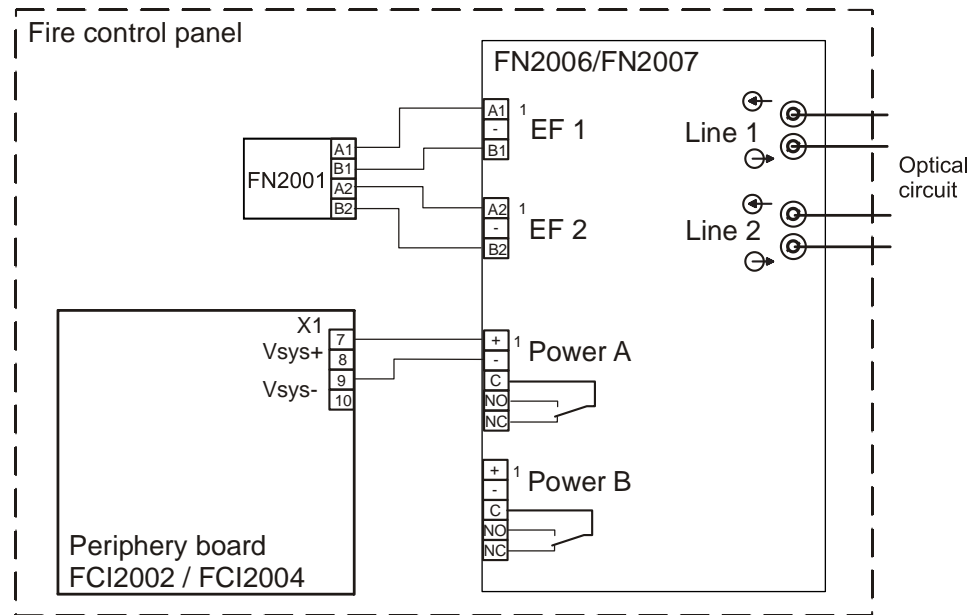 Fire control panel
FN2006/FN2007
A1
-
B1
1
EF 1
Line 1
FN2001
A1
B1
A2
B2
Optical
circuit
A2
-
B2
1
EF 2
Line 2
X1
Vsys+
Vsys-
7
8
9
10
+
-
C
NO
NC
1
Power A
+
-
C
NO
NC
1
Power B
Periphery board
FCI2002 / FCI2004